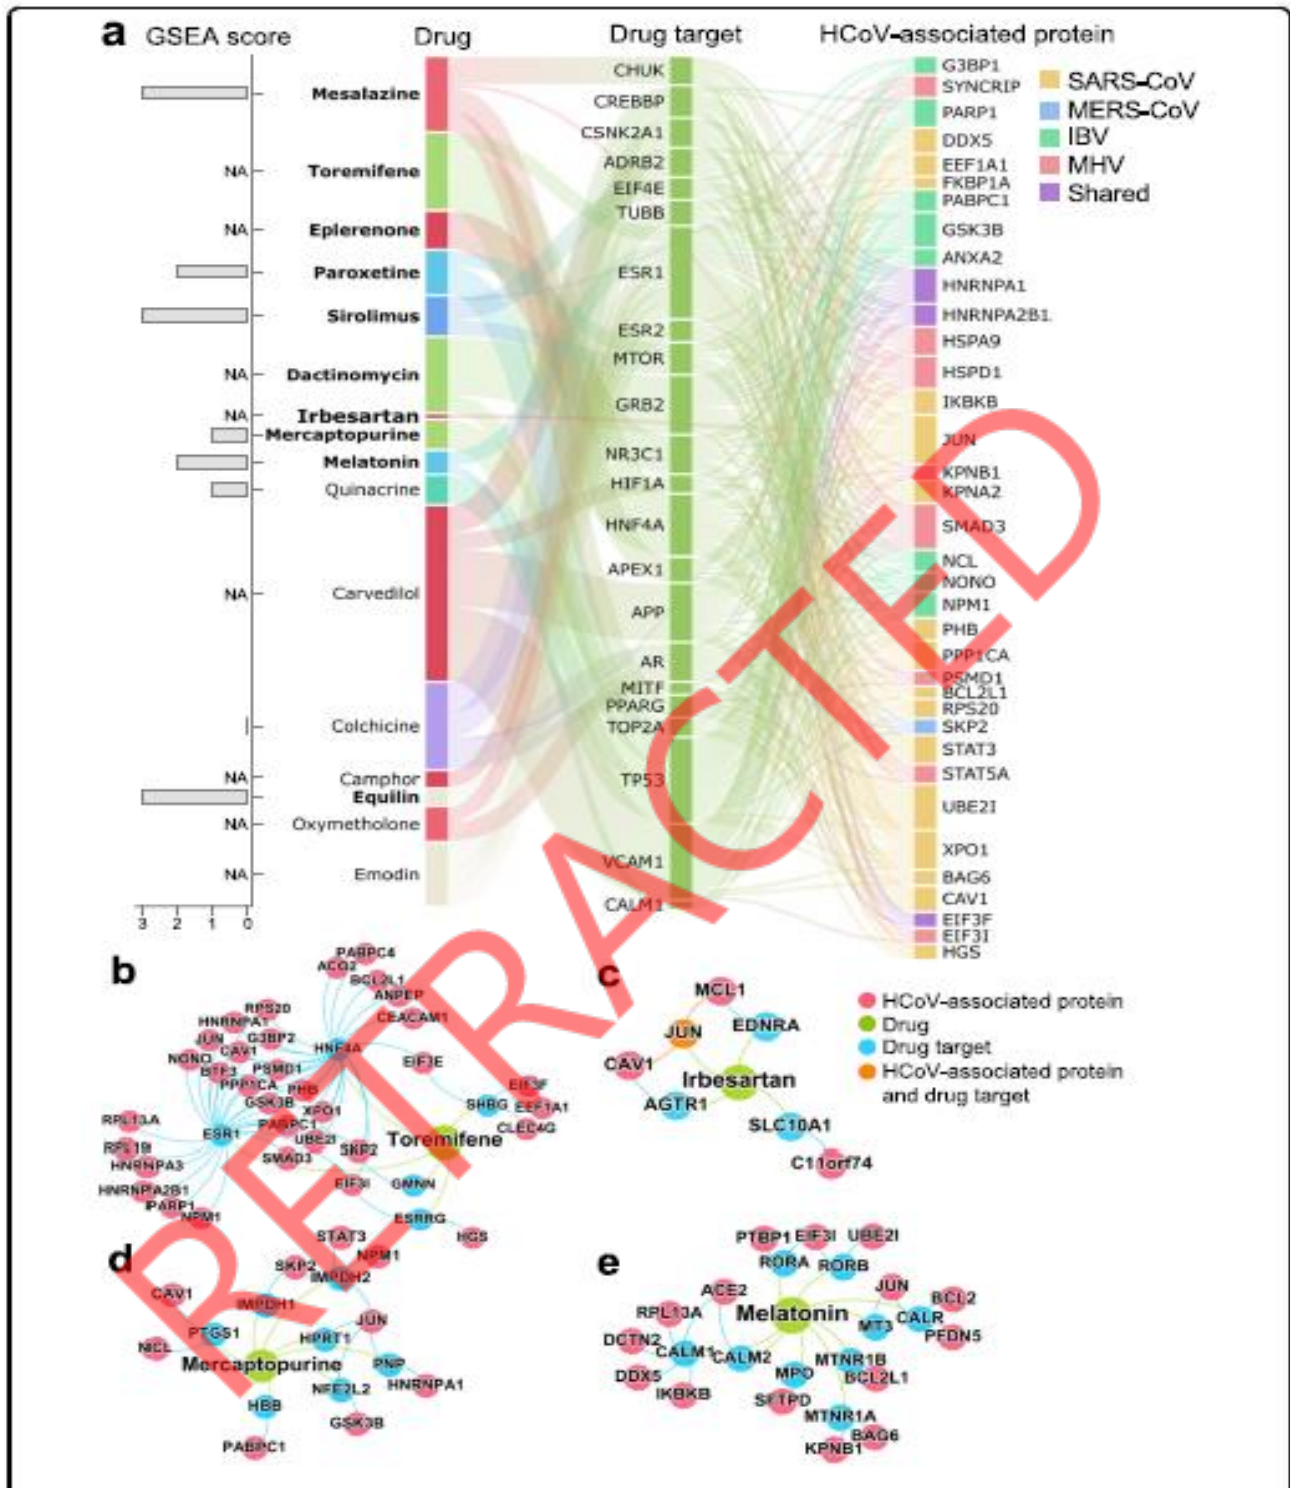 a
GSEA score
Drug
Drug target
HCoV-associated protein
Mesalazine
NA Toremifene
NA Eplerenone
Paroxetine
Sirolimus
NA Dactinomycin
NA Irbesartan
Mercaptopurine
Melatonin
Quinacrine
NA Carvedilol
Colchicine
NA Camphor
Equilin
NA Oxymetholone
NA Emodin
3 2 1 0
CHUK
CREBBP
CSNK2A1
ADRB2
EIF4E
TUBB
ESR1
ESR2
MTOR
GRB2
NR3C1
HIF1A
HNF4A
APEX1
APP
AR
MITF
PPARG
TOP2A
TP53
VCAM1
CALM1
G3BP1
SYNCRIP
PARP1
DDX5
EEF1A1
FKBP1A
PABPC1
GSK3B
ANXA2
HNRNPA1
HNRNPA2B1
HSPA9
HSPD1
IKBKB
JUN
KPNB1
KPNA2
SMAD3
NCL
NONO
NPM1
PHB
PPP1CA
PSMD1
BCL2L1
RPS20
SKP2
STAT3
STAT5A
UBE2I
XPO1
BAG6
CAV1
EIF3F
EIF3I
HGS
SARS-CoV
MERS-CoV
IBV
MHV
Shared
RETRACTED
b
PABPC4
ACO2
BCL2L1
ANPEP
CEACAM1
RPS20
HNRNPA1
JUN
G3BP2
CAV1
NONO
BTF3
PSMD1
PPP1CA
PHB
GSK3B
XPO1
HNF4A
EIF3E
EIF3F
SHBG
EEF1A1
CLEC4G
RPL13A
ESR1
PABPC1
UBE2I
SKP2
Toremifene
RPL19
HNRNPA3
SMAD3
HNRNPA2B1
PARP1
NPM1
EIF3I
GMNN
ESRRG
HGS
c
MCL1
JUN
EDNRA
CAV1
Irbesartan
AGTR1
SLC10A1
C11orf74
HCoV-associated protein
Drug
Drug target
HCoV-associated protein
and drug target
d
STAT3
SKP2
NPM1
IMPDH2
CAV1
IMPDH1
JUN
PTGS1
HPRT1
NCL
Mercaptopurine
PNP
NFE2L2
HNRNPA1
HBB
GSK3B
PABPC1
e
PTBP1
EIF3I
UBE2I
RORA
RORB
ACE2
JUN
BCL2
RPL13A
Melatonin
MT3
CALR
PFDN5
DCTN2
CALM1
CALM2
MTNR1B
DDX5
MPO
BCL2L1
IKBKB
SFTPD
MTNR1A
BAG6
KPNB1